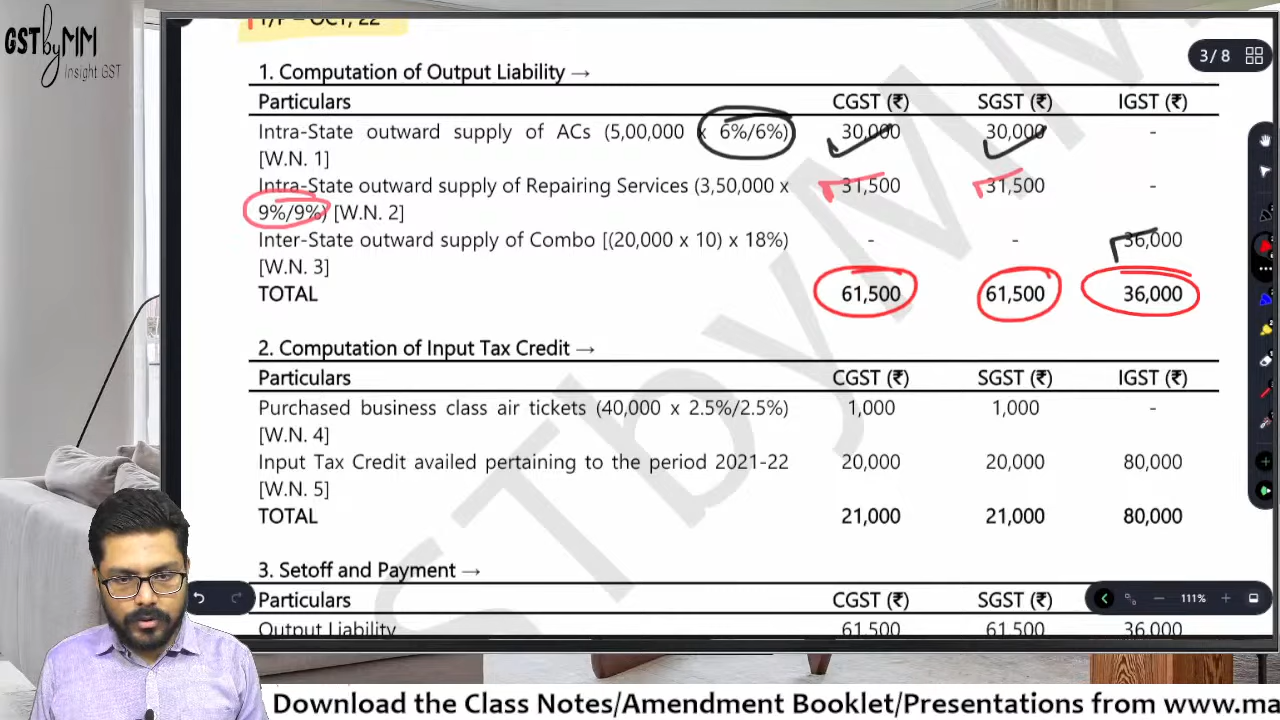 GST by MM
Insight GST
T/P – OCT, 22
3 / 8
1. Computation of Output Liability →
Particulars CGST (₹) SGST (₹) IGST (₹)
Intra-State outward supply of ACs (5,00,000 x 6%/6%) 30,000 30,000 -
[W.N. 1]
Intra-State outward supply of Repairing Services (3,50,000 x 31,500 31,500 -
9%/9%) [W.N. 2]
Inter-State outward supply of Combo [(20,000 x 10) x 18%) - - 36,000
[W.N. 3]
TOTAL 61,500 61,500 36,000
2. Computation of Input Tax Credit →
Particulars CGST (₹) SGST (₹) IGST (₹)
Purchased business class air tickets (40,000 x 2.5%/2.5%) 1,000 1,000 -
[W.N. 4]
Input Tax Credit availed pertaining to the period 2021-22 20,000 20,000 80,000
[W.N. 5]
TOTAL 21,000 21,000 80,000
3. Setoff and Payment →
Particulars CGST (₹) SGST (₹) IGST (₹)
Output Liability 61,500 61,500 36,000
111%
GSTbyMM
Download the Class Notes/Amendment Booklet/Presentations from www.ma